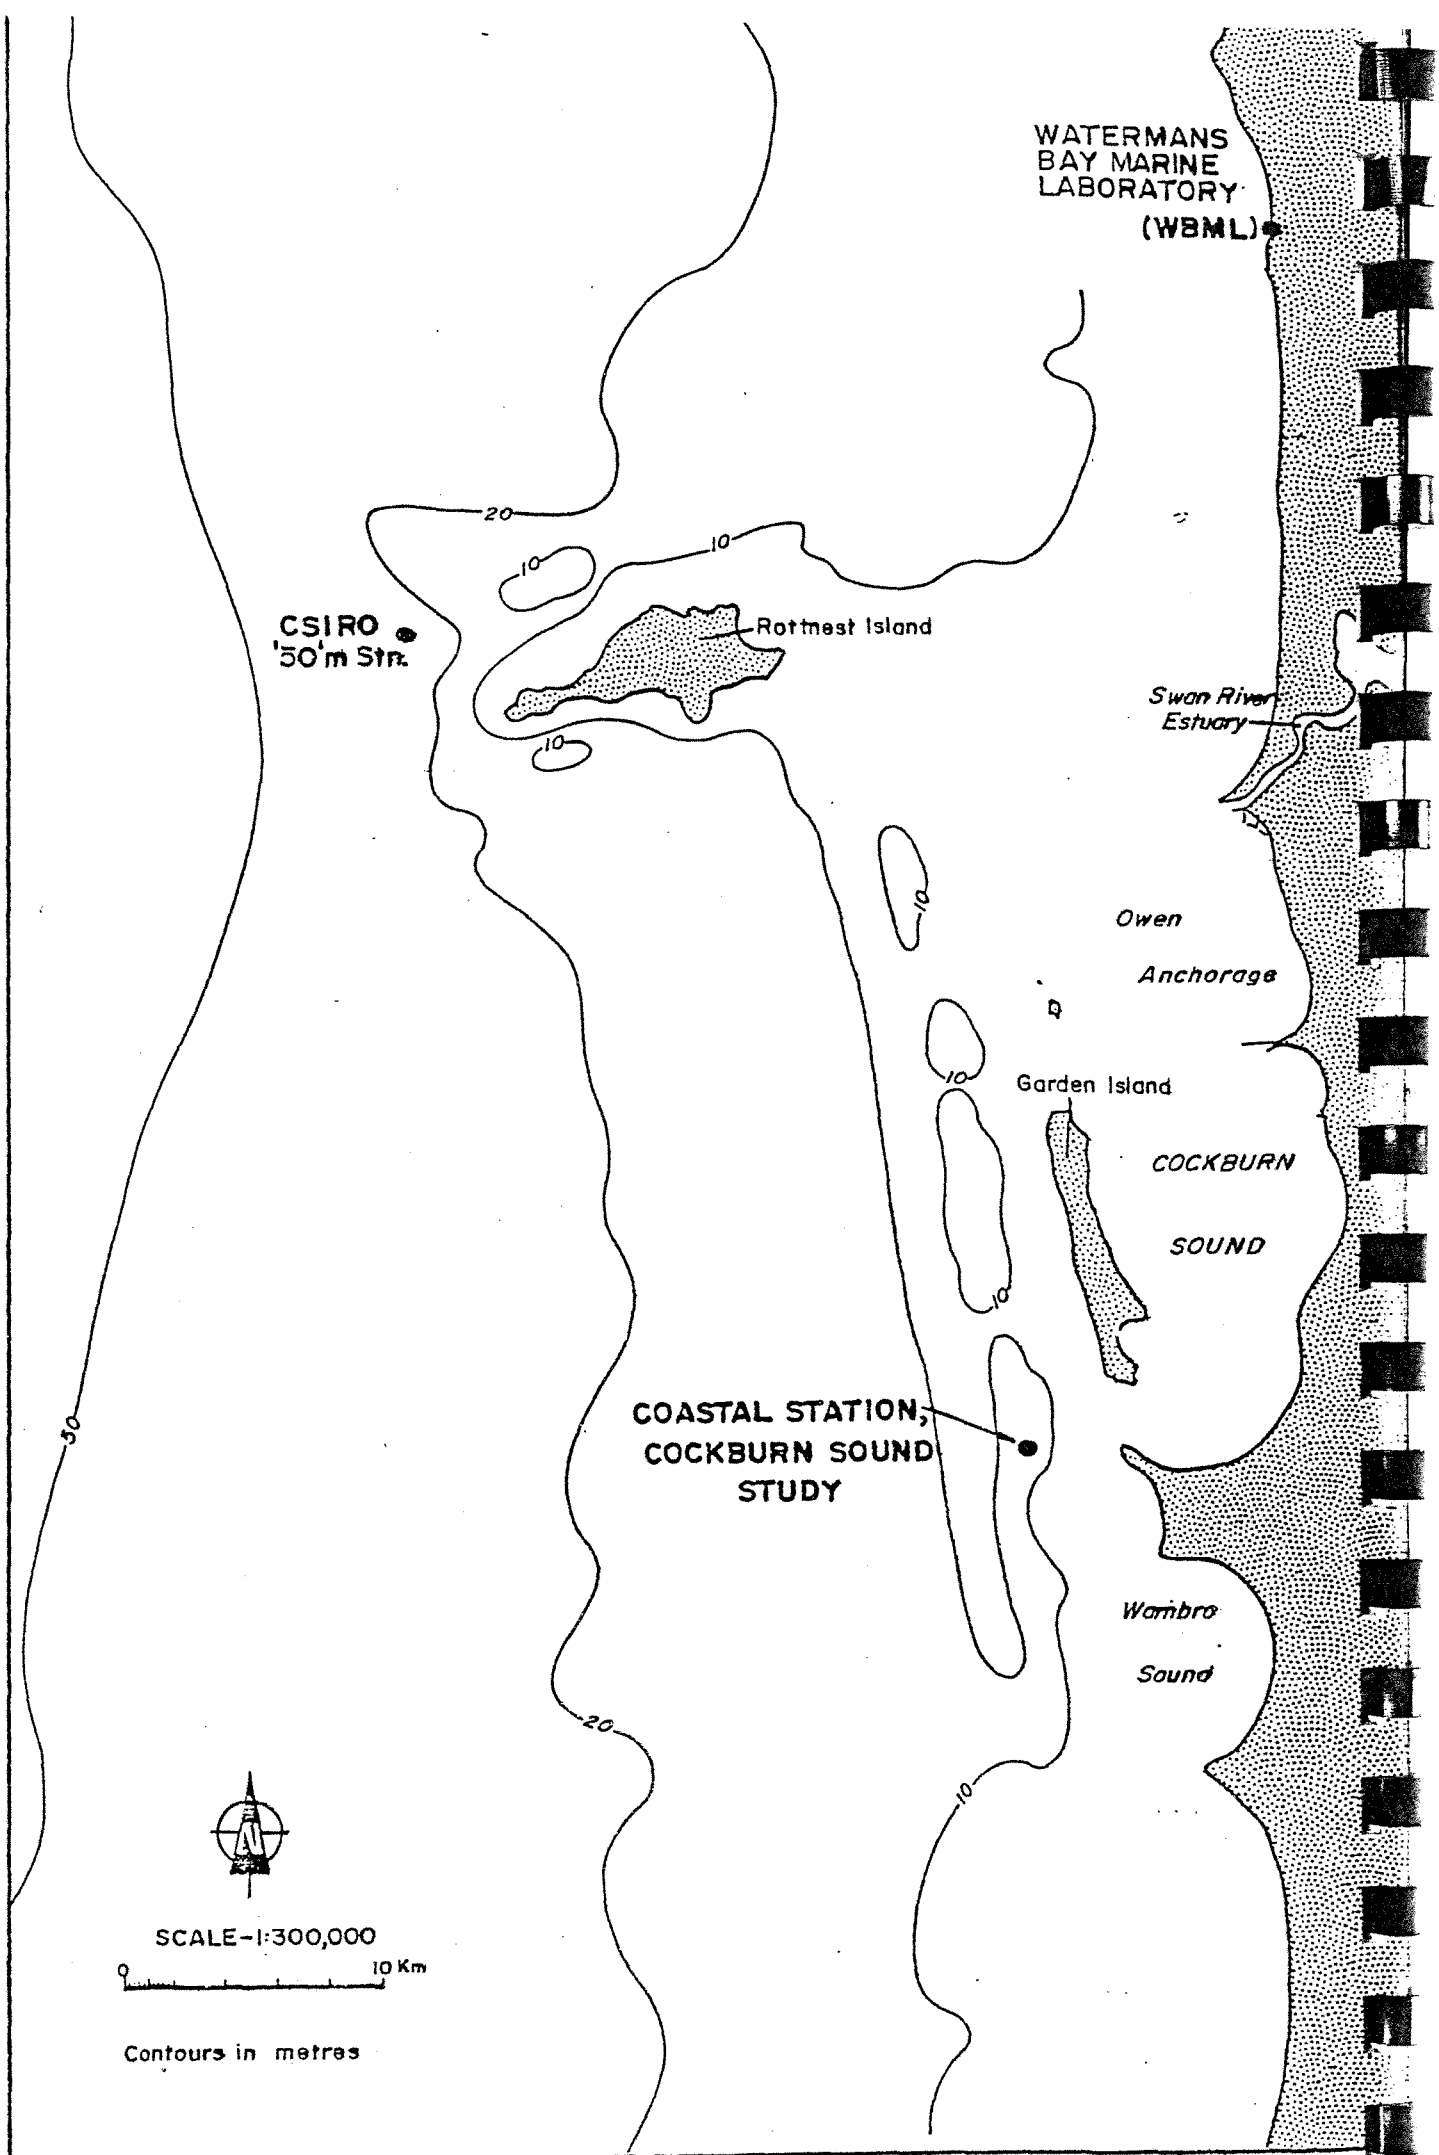 WATERMANS
BAY MARINE
LABORATORY
(WBML)
20
10
10
CSIRO
'50'm Stn.
Rottnest Island
Swan River
Estuary
10
10
Owen
Anchorage
10
Garden Island
COCKBURN
SOUND
10
COASTAL STATION,
COCKBURN SOUND
STUDY
50
Wambro
Sound
20
10
N
SCALE-1:300,000
0 10 Km
Contours in metres